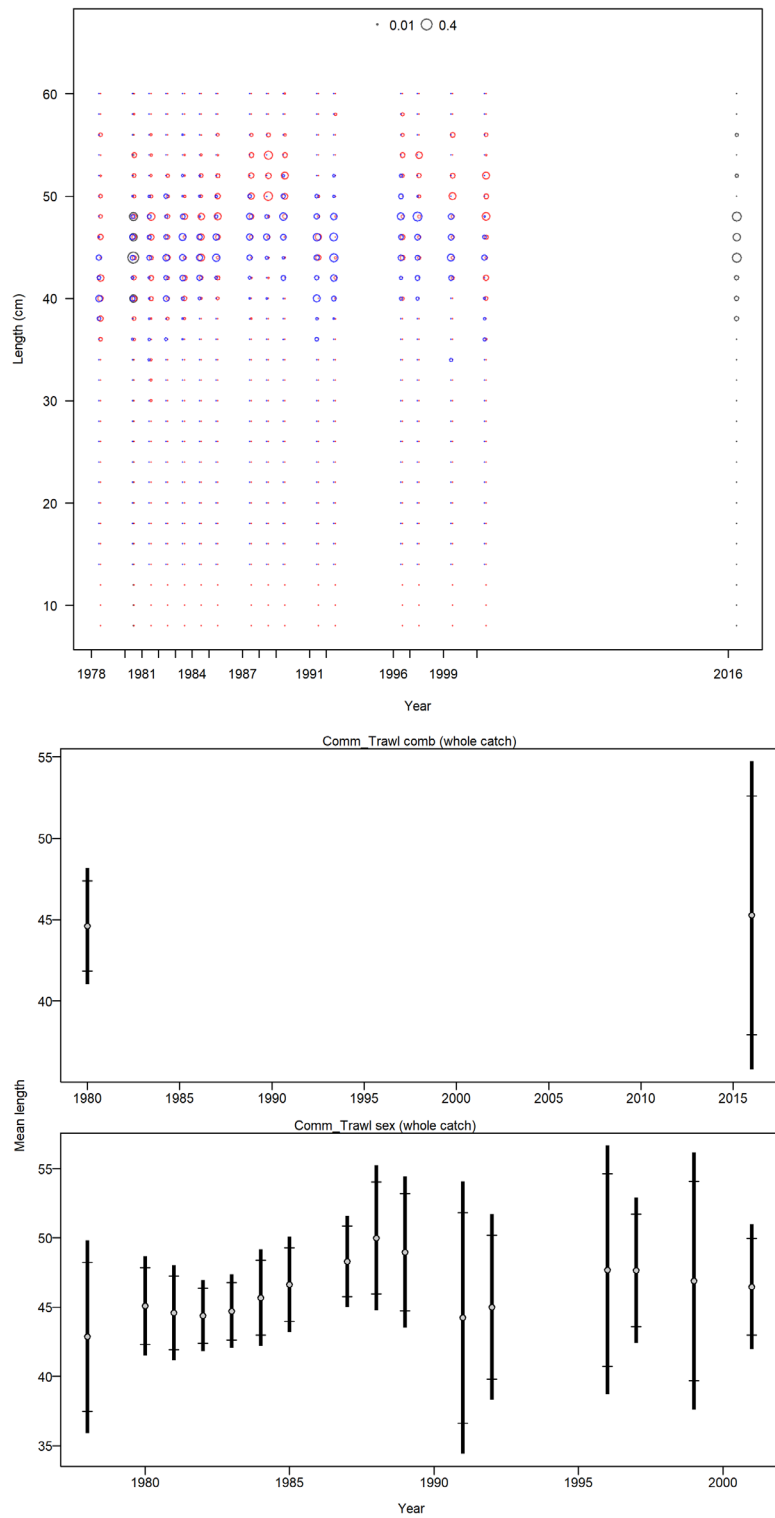 0.01 0.4
60
50
40
30
20
10
Length (cm)
1978 1981 1984 1987 1991 1996 1999 2016
Year
Comm_Trawl comb (whole catch)
55
50
45
40
1980 1985 1990 1995 2000 2005 2010 2015
Mean length
Comm_Trawl sex (whole catch)
55
50
45
40
35
1980 1985 1990 1995 2000
Year